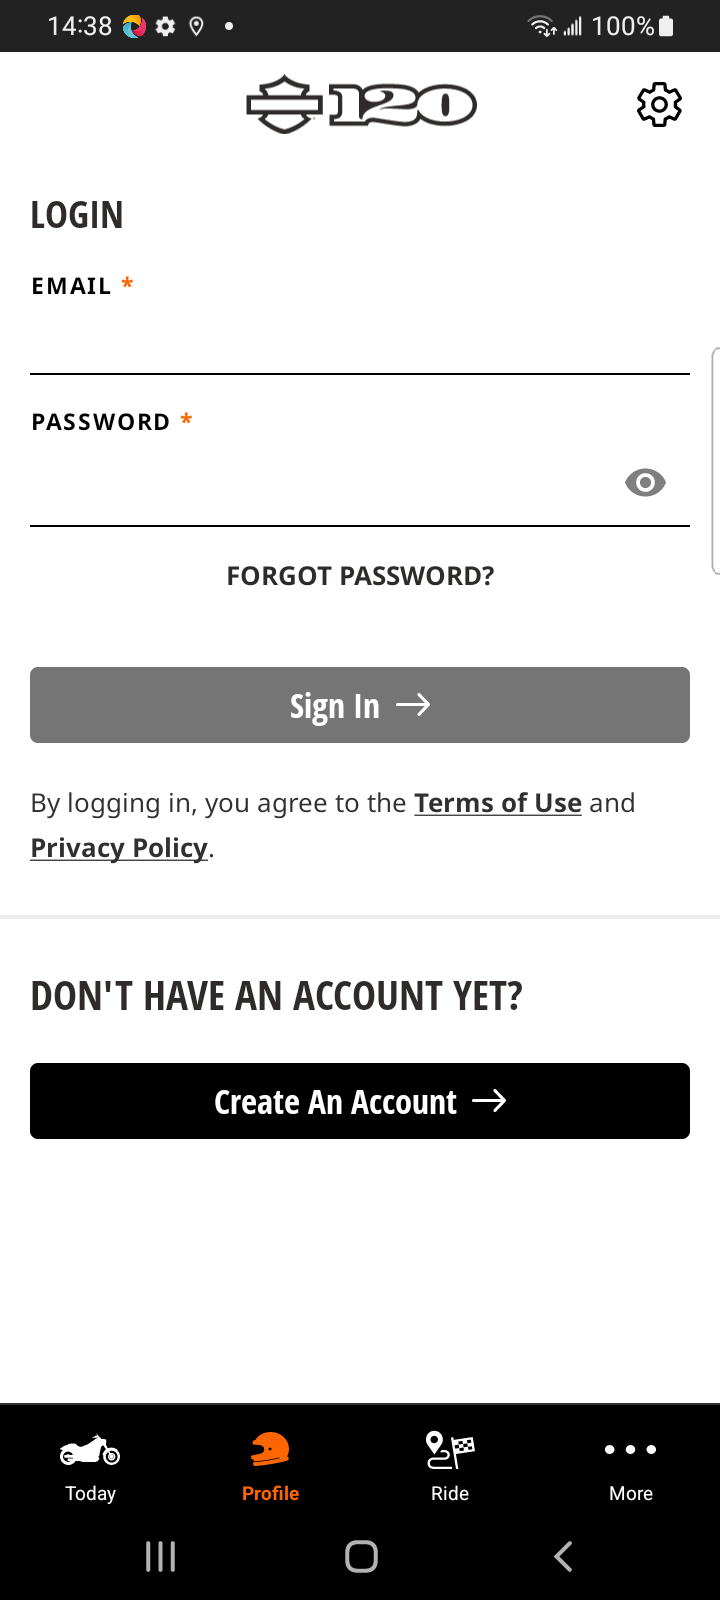 14:38
100%
120
LOGIN
EMAIL *
PASSWORD *
FORGOT PASSWORD?
Sign In →
By logging in, you agree to the Terms of Use and
Privacy Policy.
DON'T HAVE AN ACCOUNT YET?
Create An Account →
Today
Profile
Ride
More